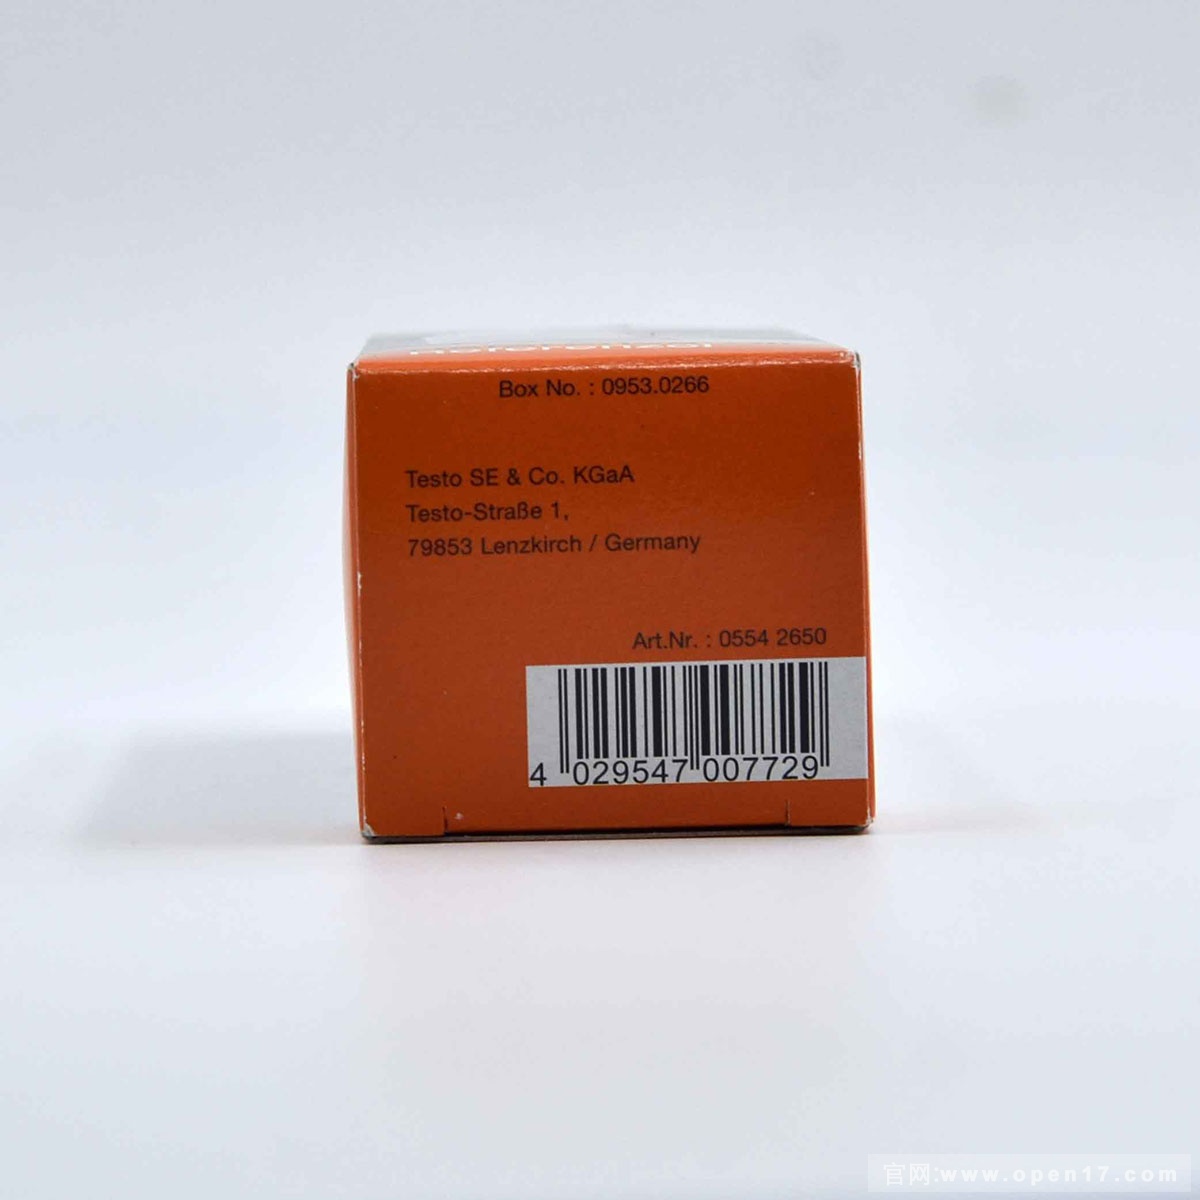 Box No. : 0953.0266
Testo SE & Co. KGaA
Testo-Straße 1,
79853 Lenzkirch / Germany
Art.Nr. : 0554 2650
4 029547 007729
官网:www.open17.com